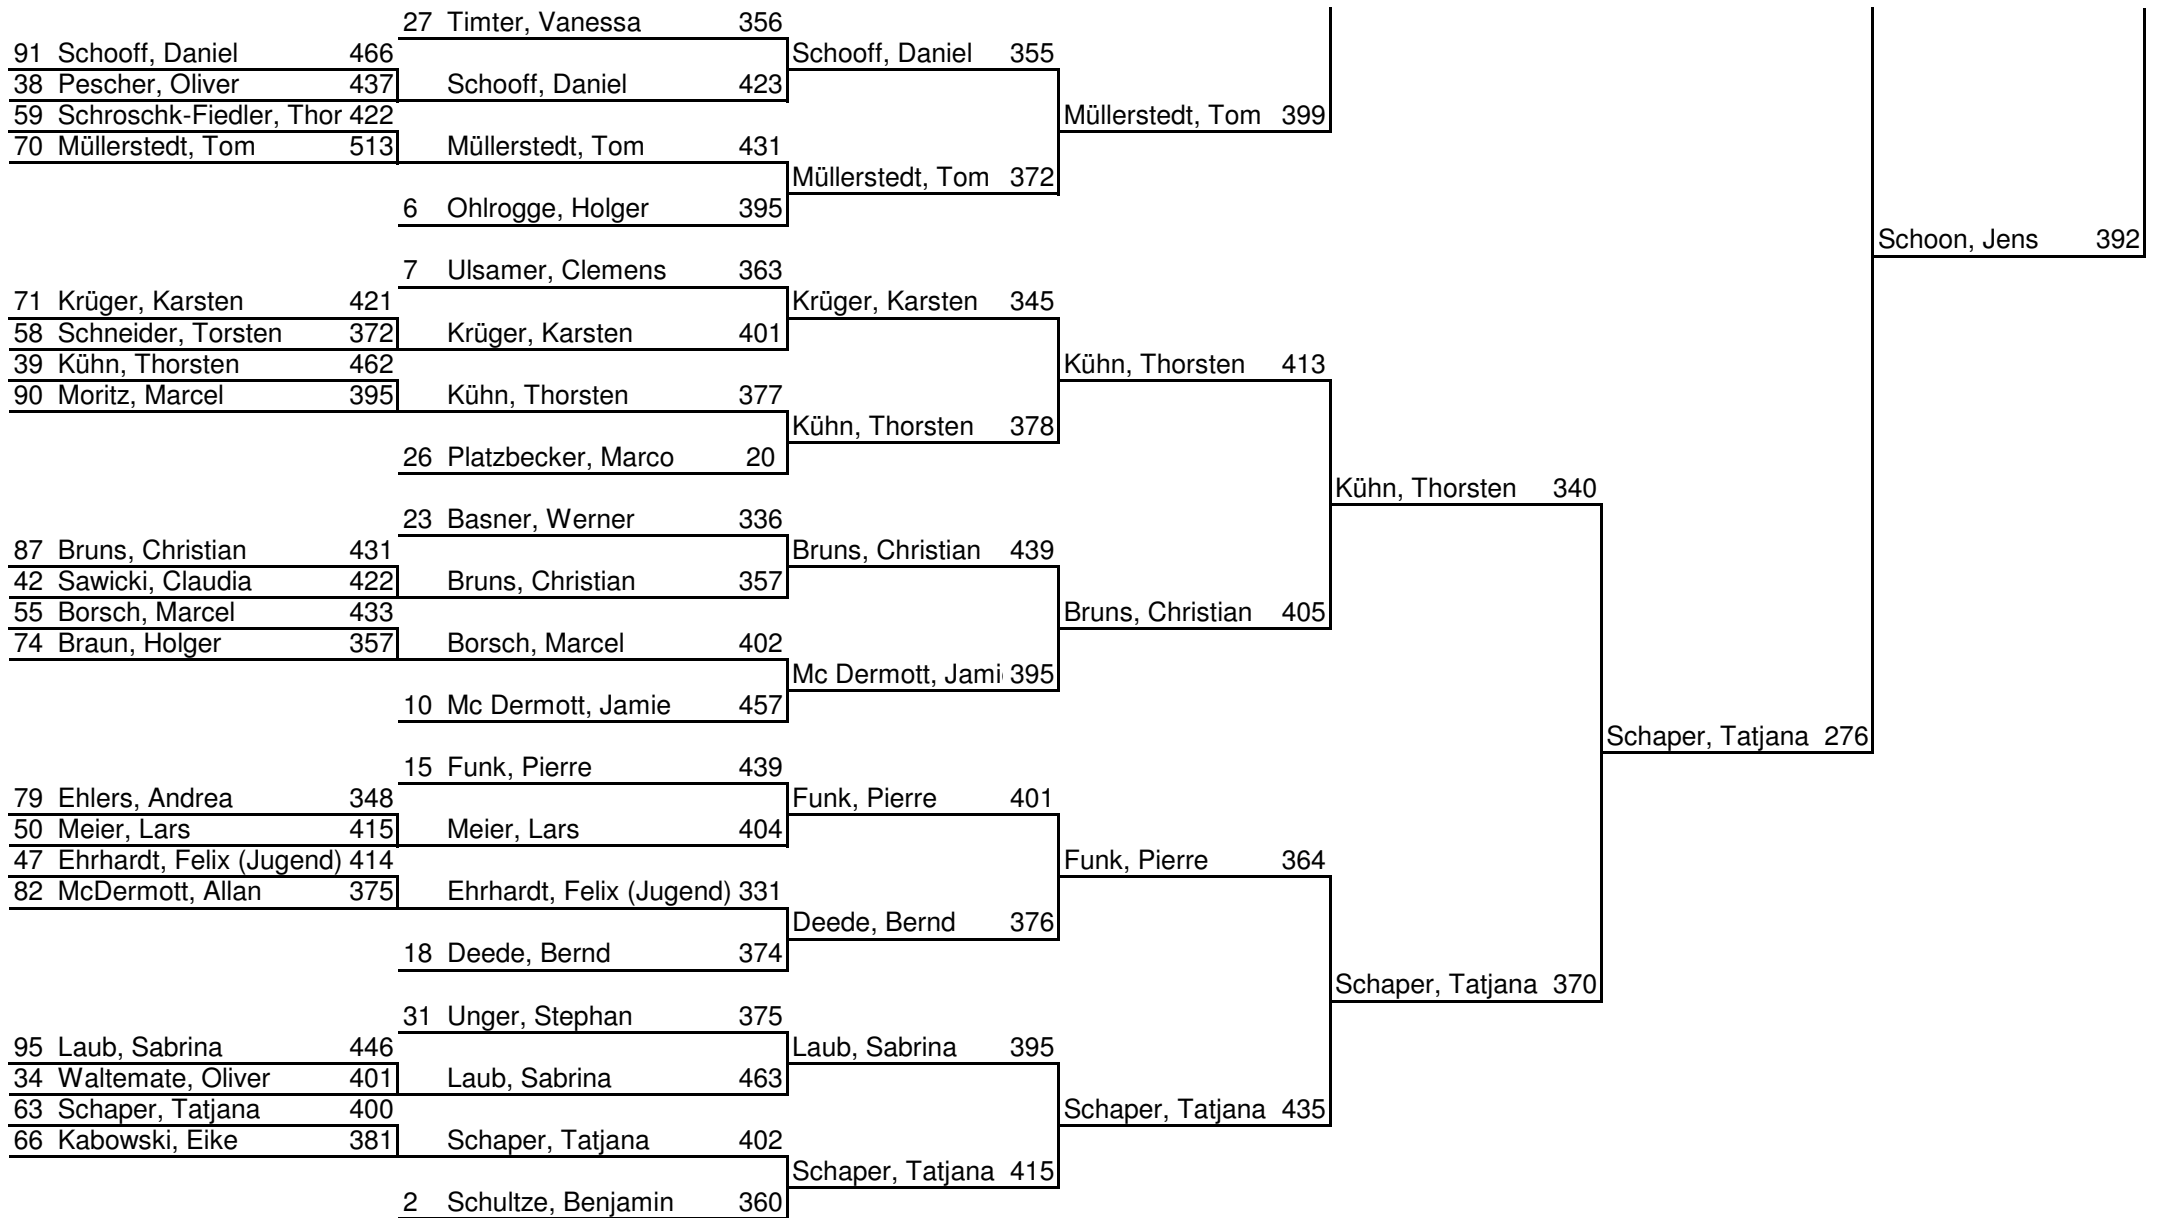 27 Timter, Vanessa 356
91 Schooff, Daniel 466 Schooff, Daniel 355
38 Pescher, Oliver 437 Schooff, Daniel 423
59 Schroschk-Fiedler, Thor 422 Müllerstedt, Tom 399
70 Müllerstedt, Tom 513 Müllerstedt, Tom 431
Müllerstedt, Tom 372
6 Ohlrogge, Holger 395
Schoon, Jens 392
7 Ulsamer, Clemens 363
71 Krüger, Karsten 421 Krüger, Karsten 345
58 Schneider, Torsten 372 Krüger, Karsten 401
39 Kühn, Thorsten 462 Kühn, Thorsten 413
90 Moritz, Marcel 395 Kühn, Thorsten 377
Kühn, Thorsten 378
26 Platzbecker, Marco 20
Kühn, Thorsten 340
23 Basner, Werner 336
87 Bruns, Christian 431 Bruns, Christian 439
42 Sawicki, Claudia 422 Bruns, Christian 357
55 Borsch, Marcel 433 Bruns, Christian 405
74 Braun, Holger 357 Borsch, Marcel 402
Mc Dermott, Jami 395
10 Mc Dermott, Jamie 457
Schaper, Tatjana 276
15 Funk, Pierre 439
79 Ehlers, Andrea 348 Funk, Pierre 401
50 Meier, Lars 415 Meier, Lars 404
47 Ehrhardt, Felix (Jugend) 414 Funk, Pierre 364
82 McDermott, Allan 375 Ehrhardt, Felix (Jugend) 331
Deede, Bernd 376
18 Deede, Bernd 374
Schaper, Tatjana 370
31 Unger, Stephan 375
95 Laub, Sabrina 446 Laub, Sabrina 395
34 Waltemate, Oliver 401 Laub, Sabrina 463
63 Schaper, Tatjana 400 Schaper, Tatjana 435
66 Kabowski, Eike 381 Schaper, Tatjana 402
Schaper, Tatjana 415
2 Schultze, Benjamin 360